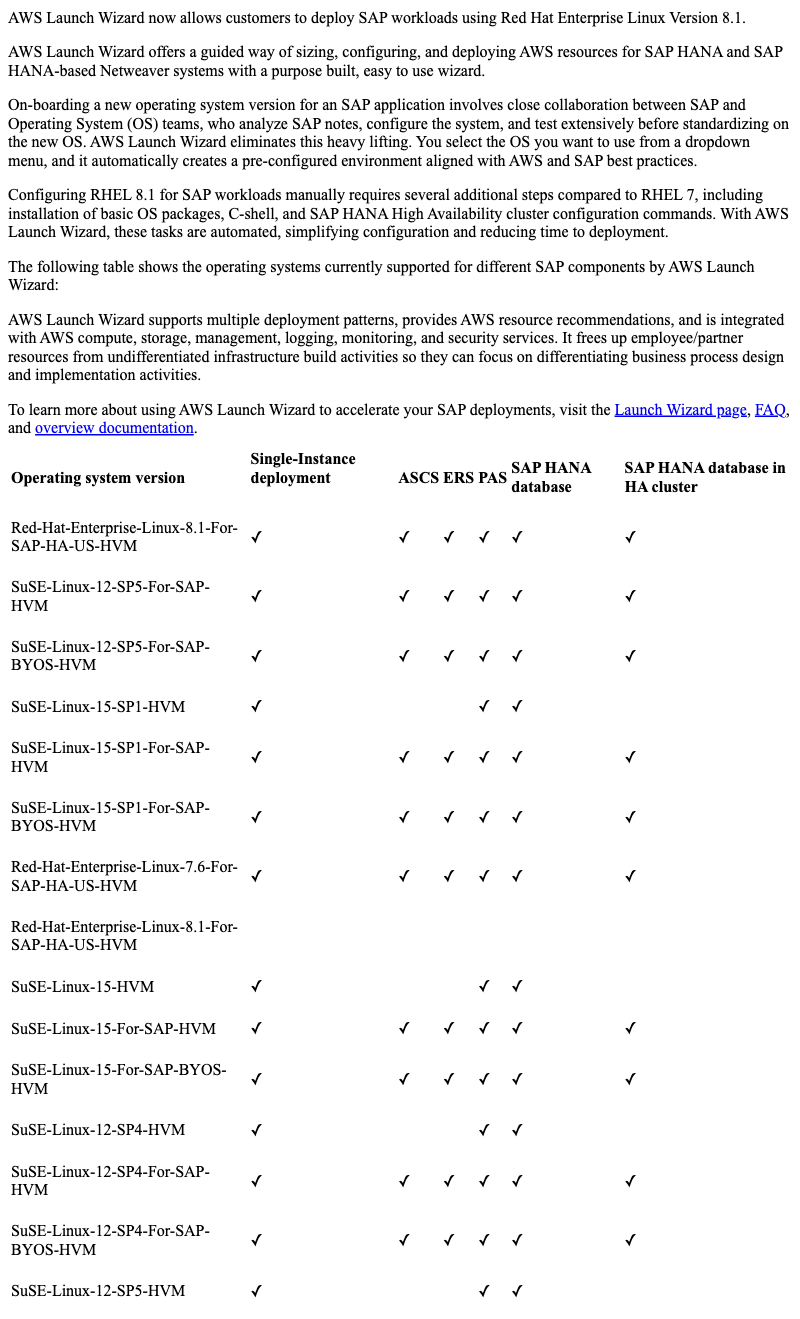 AWS Launch Wizard now allows customers to deploy SAP workloads using Red Hat Enterprise Linux Version 8.1.
AWS Launch Wizard offers a guided way of sizing, configuring, and deploying AWS resources for SAP HANA and SAP
HANA-based Netweaver systems with a purpose built, easy to use wizard.
On-boarding a new operating system version for an SAP application involves close collaboration between SAP and
Operating System (OS) teams, who analyze SAP notes, configure the system, and test extensively before standardizing on
the new OS. AWS Launch Wizard eliminates this heavy lifting. You select the OS you want to use from a dropdown
menu, and it automatically creates a pre-configured environment aligned with AWS and SAP best practices.
Configuring RHEL 8.1 for SAP workloads manually requires several additional steps compared to RHEL 7, including
installation of basic OS packages, C-shell, and SAP HANA High Availability cluster configuration commands. With AWS
Launch Wizard, these tasks are automated, simplifying configuration and reducing time to deployment.
The following table shows the operating systems currently supported for different SAP components by AWS Launch
Wizard:
AWS Launch Wizard supports multiple deployment patterns, provides AWS resource recommendations, and is integrated
with AWS compute, storage, management, logging, monitoring, and security services. It frees up employee/partner
resources from undifferentiated infrastructure build activities so they can focus on differentiating business process design
and implementation activities.
To learn more about using AWS Launch Wizard to accelerate your SAP deployments, visit the Launch Wizard page, FAQ,
and overview documentation.
Operating system version Single-Instance deployment ASCS ERS PAS SAP HANA database SAP HANA database in HA cluster
Red-Hat-Enterprise-Linux-8.1-For-
SAP-HA-US-HVM ✓ ✓ ✓ ✓ ✓ ✓
SuSE-Linux-12-SP5-For-SAP-
HVM ✓ ✓ ✓ ✓ ✓ ✓
SuSE-Linux-12-SP5-For-SAP-
BYOS-HVM ✓ ✓ ✓ ✓ ✓ ✓
SuSE-Linux-15-SP1-HVM ✓ ✓ ✓
SuSE-Linux-15-SP1-For-SAP-
HVM ✓ ✓ ✓ ✓ ✓ ✓
SuSE-Linux-15-SP1-For-SAP-
BYOS-HVM ✓ ✓ ✓ ✓ ✓ ✓
Red-Hat-Enterprise-Linux-7.6-For-
SAP-HA-US-HVM ✓ ✓ ✓ ✓ ✓ ✓
Red-Hat-Enterprise-Linux-8.1-For-
SAP-HA-US-HVM
SuSE-Linux-15-HVM ✓ ✓ ✓
SuSE-Linux-15-For-SAP-HVM ✓ ✓ ✓ ✓ ✓ ✓
SuSE-Linux-15-For-SAP-BYOS-
HVM ✓ ✓ ✓ ✓ ✓ ✓
SuSE-Linux-12-SP4-HVM ✓ ✓ ✓
SuSE-Linux-12-SP4-For-SAP-
HVM ✓ ✓ ✓ ✓ ✓ ✓
SuSE-Linux-12-SP4-For-SAP-
BYOS-HVM ✓ ✓ ✓ ✓ ✓ ✓
SuSE-Linux-12-SP5-HVM ✓ ✓ ✓